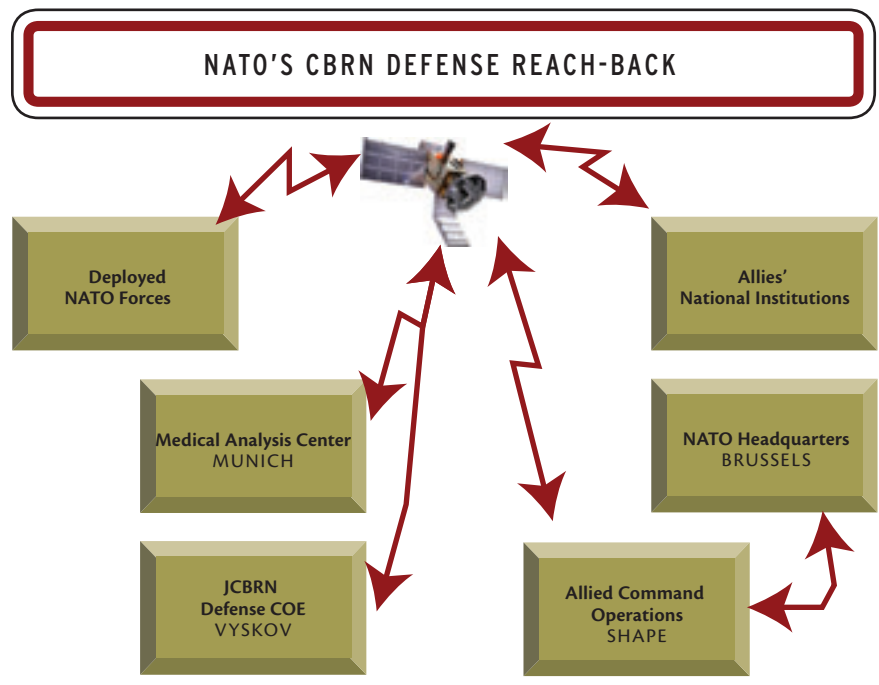 NATO'S CBRN DEFENSE REACH-BACK
Deployed
NATO Forces
Allies'
National Institutions
Medical Analysis Center
MUNICH
NATO Headquarters
BRUSSELS
JCBRN
Defense COE
VYSKOV
Allied Command
Operations
SHAPE